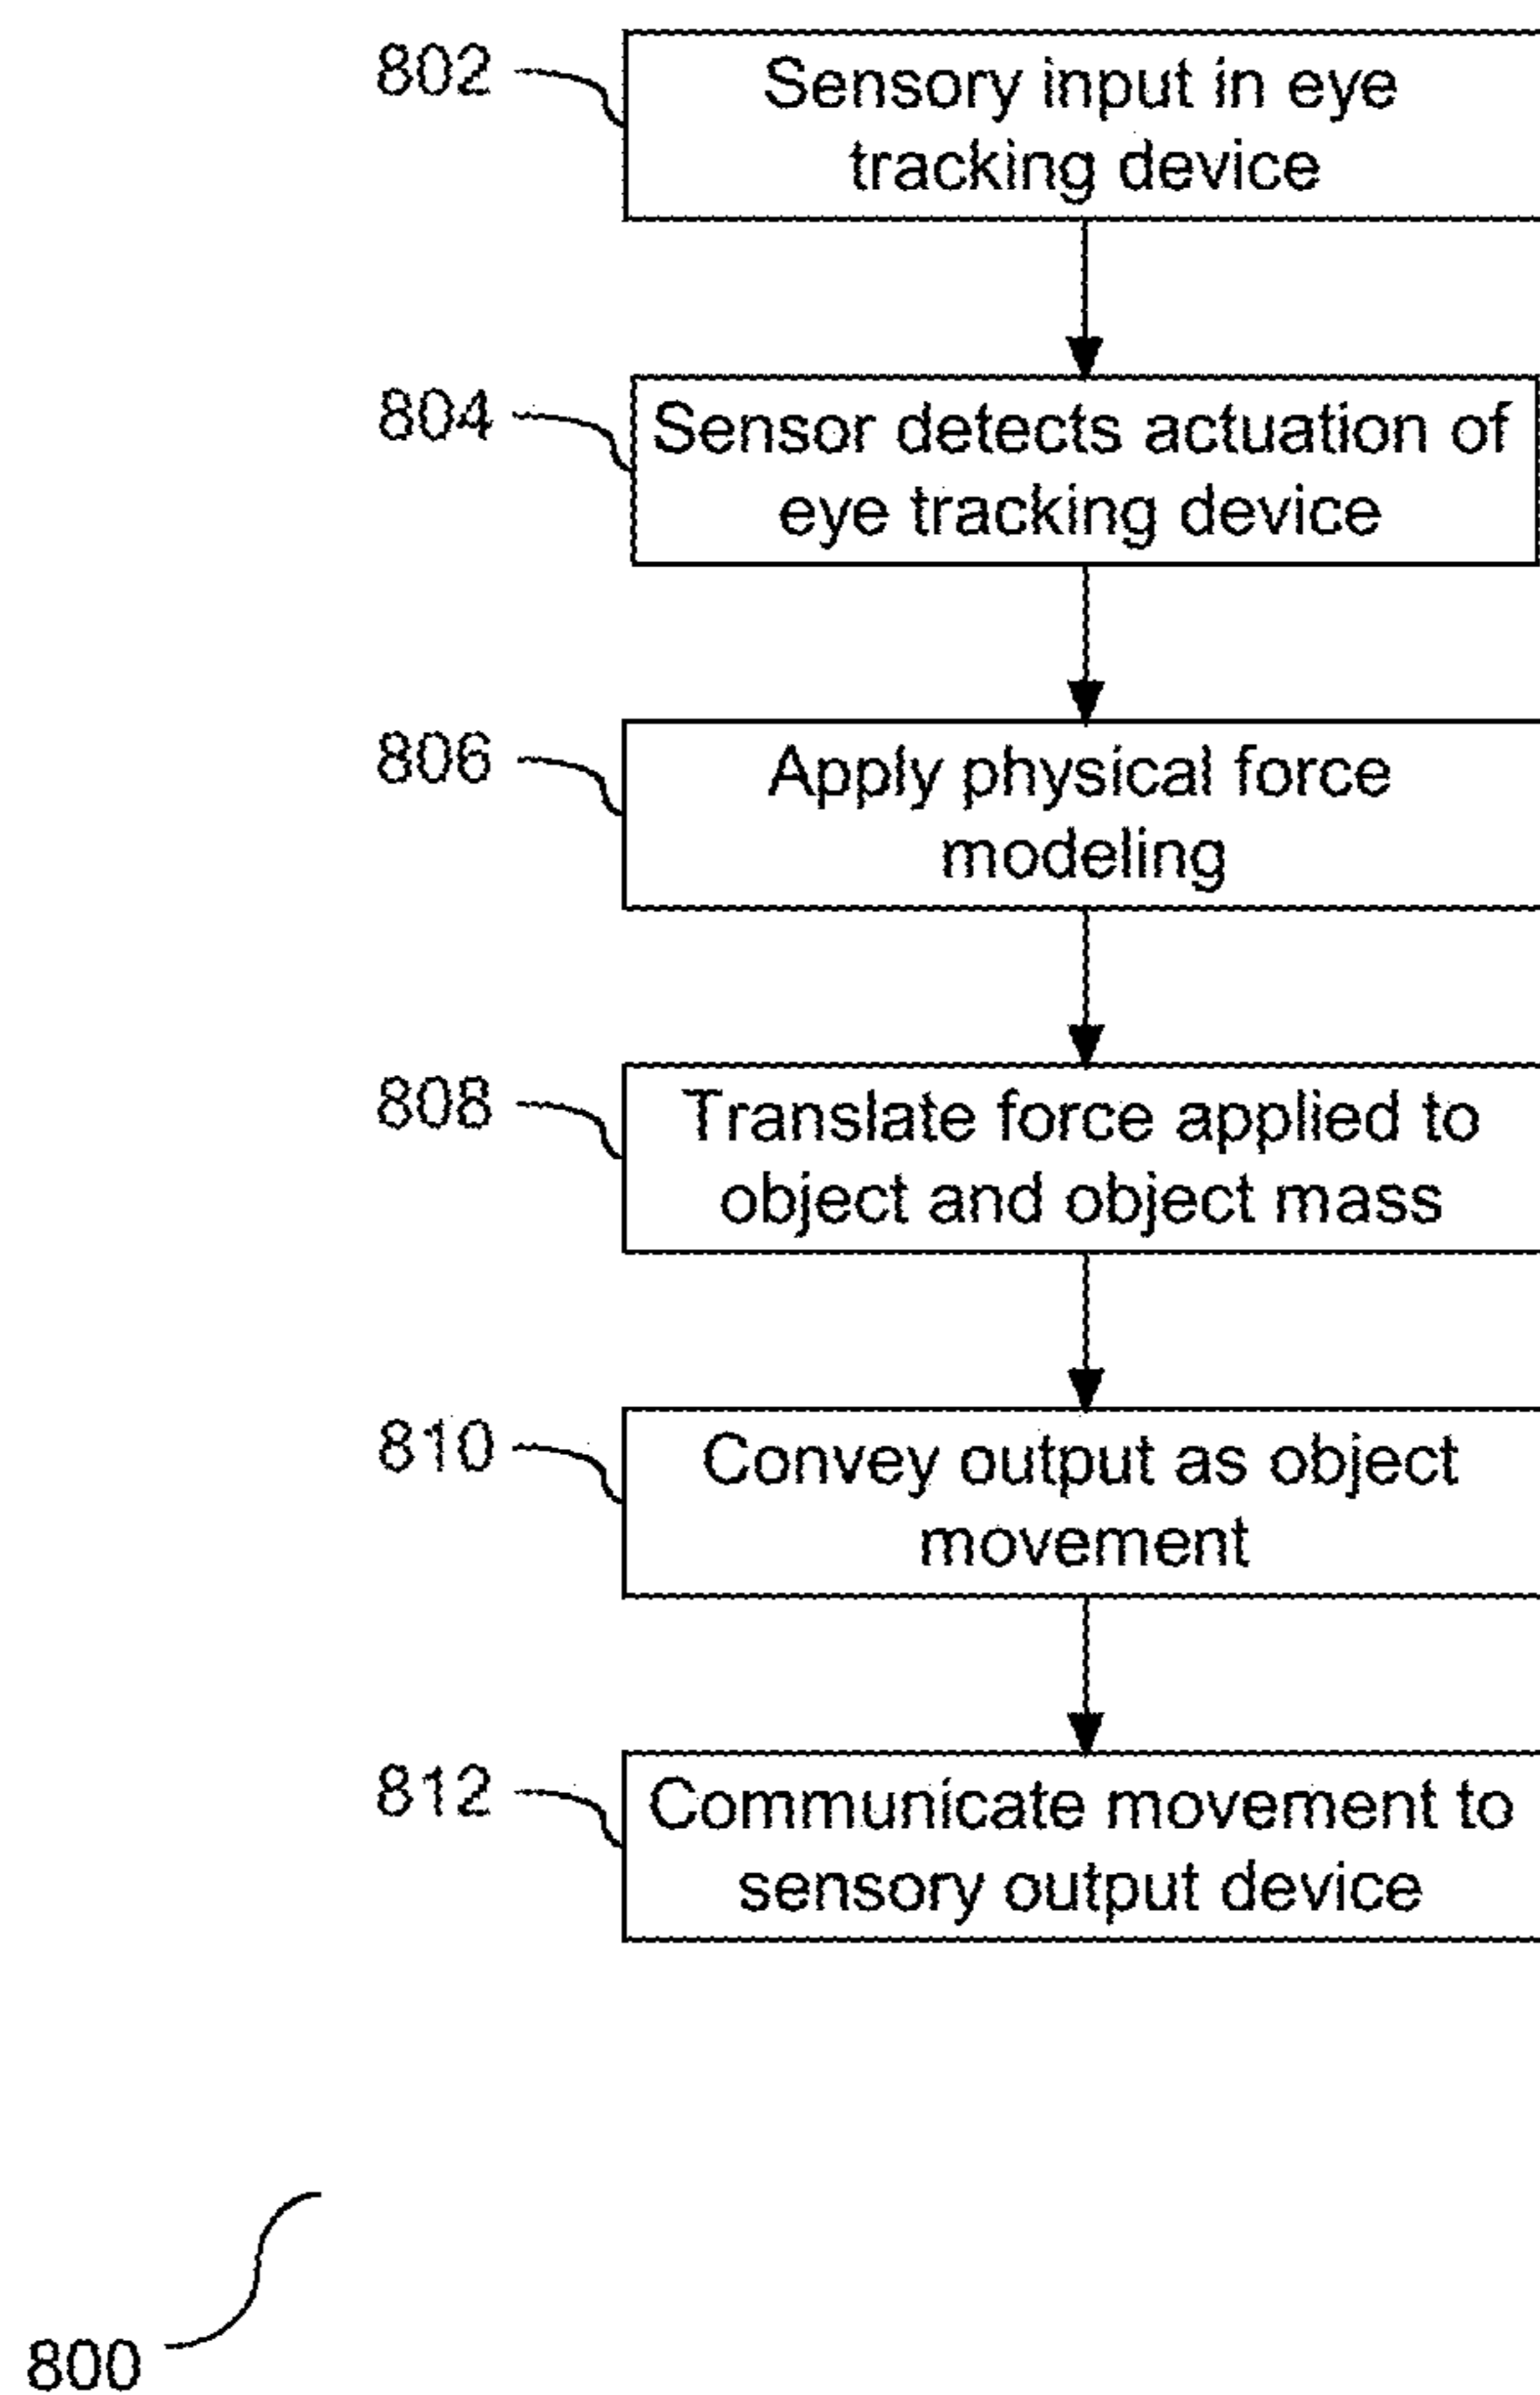 802
Sensory input in eye
tracking device
804
Sensor detects actuation of
eye tracking device
806
Apply physical force
modeling
808
Translate force applied to
object and object mass
810
Convey output as object
movement
812
Communicate movement to
sensory output device
800